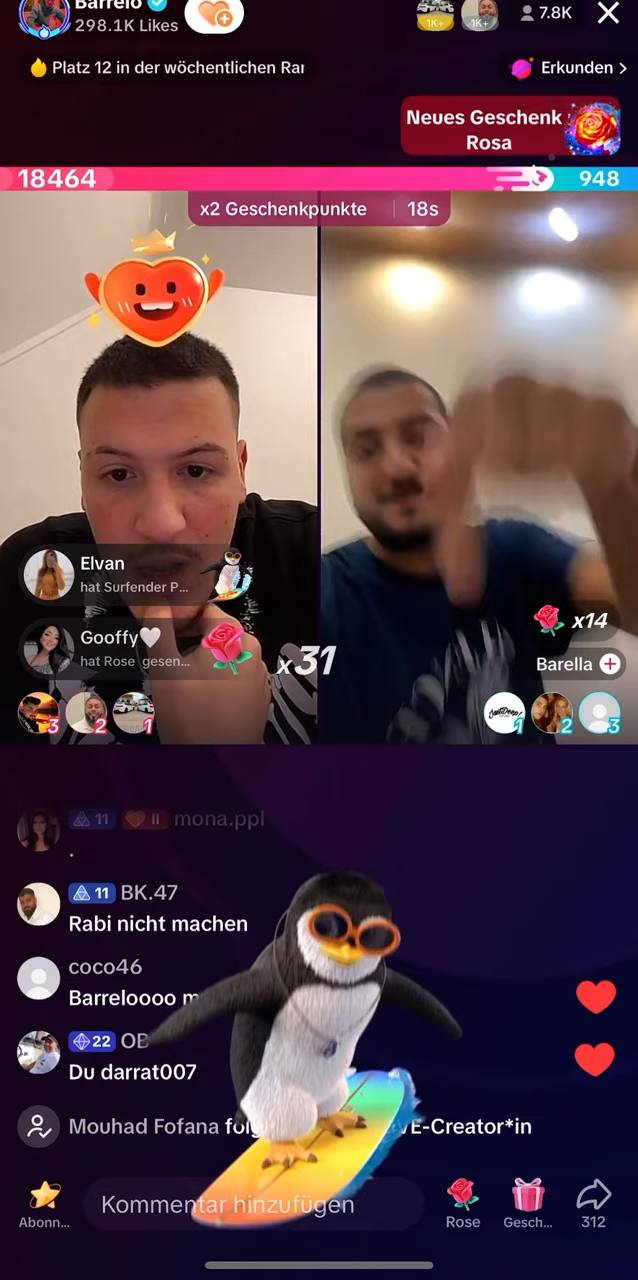 Barrelo
298.1K Likes
1K+
1K+
7.8K
Platz 12 in der wöchentlichen Rar
Erkunden
Neues Geschenk
Rosa
18464
948
x2 Geschenkpunkte
18s
Elvan
hat Surfender P...
Gooffy
hat Rose gesen...
x31
x14
Barella
3
2
1
1
2
3
11 II mona.ppl
.
11 BK.47
Rabi nicht machen
coco46
Barreloooo
22
Du darrat007
Mouhad Fofana
E-Creator*in
Kommentar hinzufügen
Abonn...
Rose
Gesch...
312